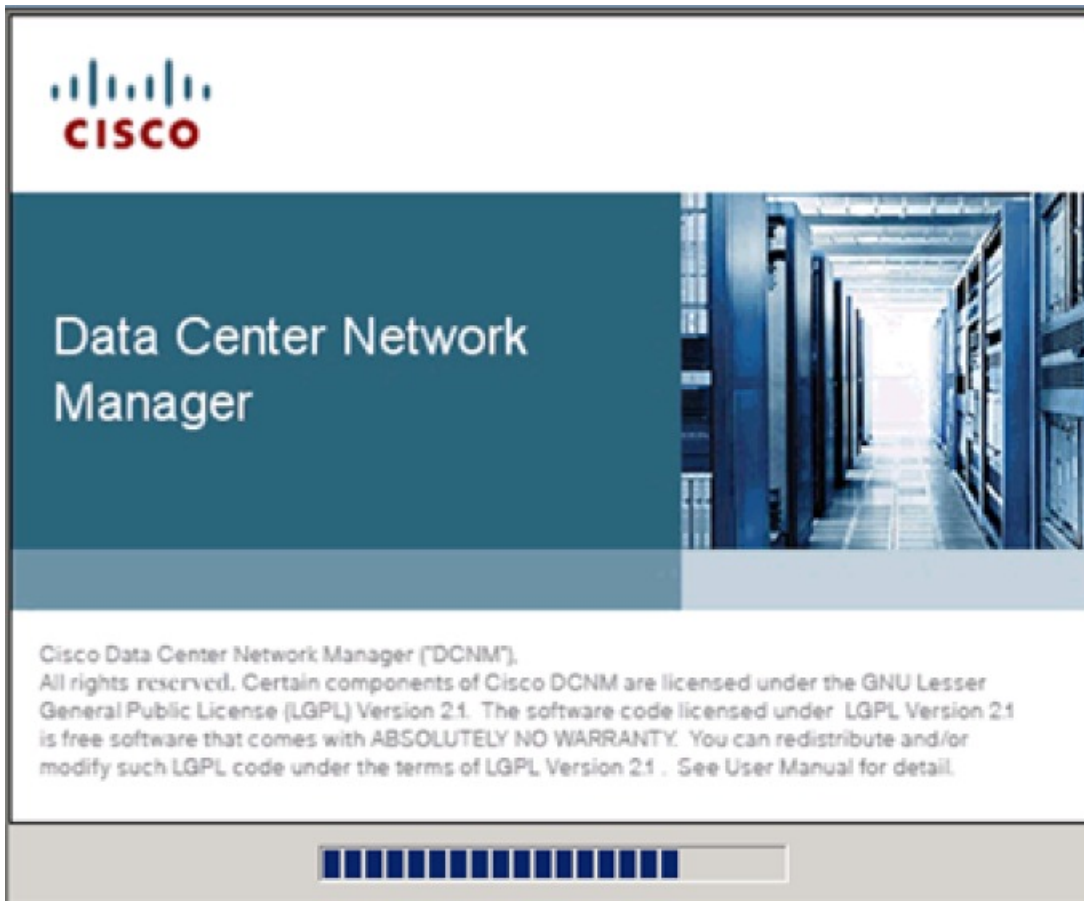 CISCO
Data Center Network
Manager
Cisco Data Center Network Manager ("DCNM"),
All rights reserved. Certain components of Cisco DCNM are licensed under the GNU Lesser
General Public License (LGPL) Version 2.1. The software code licensed under LGPL Version 2.1
is free software that comes with ABSOLUTELY NO WARRANTY. You can redistribute and/or
modify such LGPL code under the terms of LGPL Version 2.1 . See User Manual for detail.